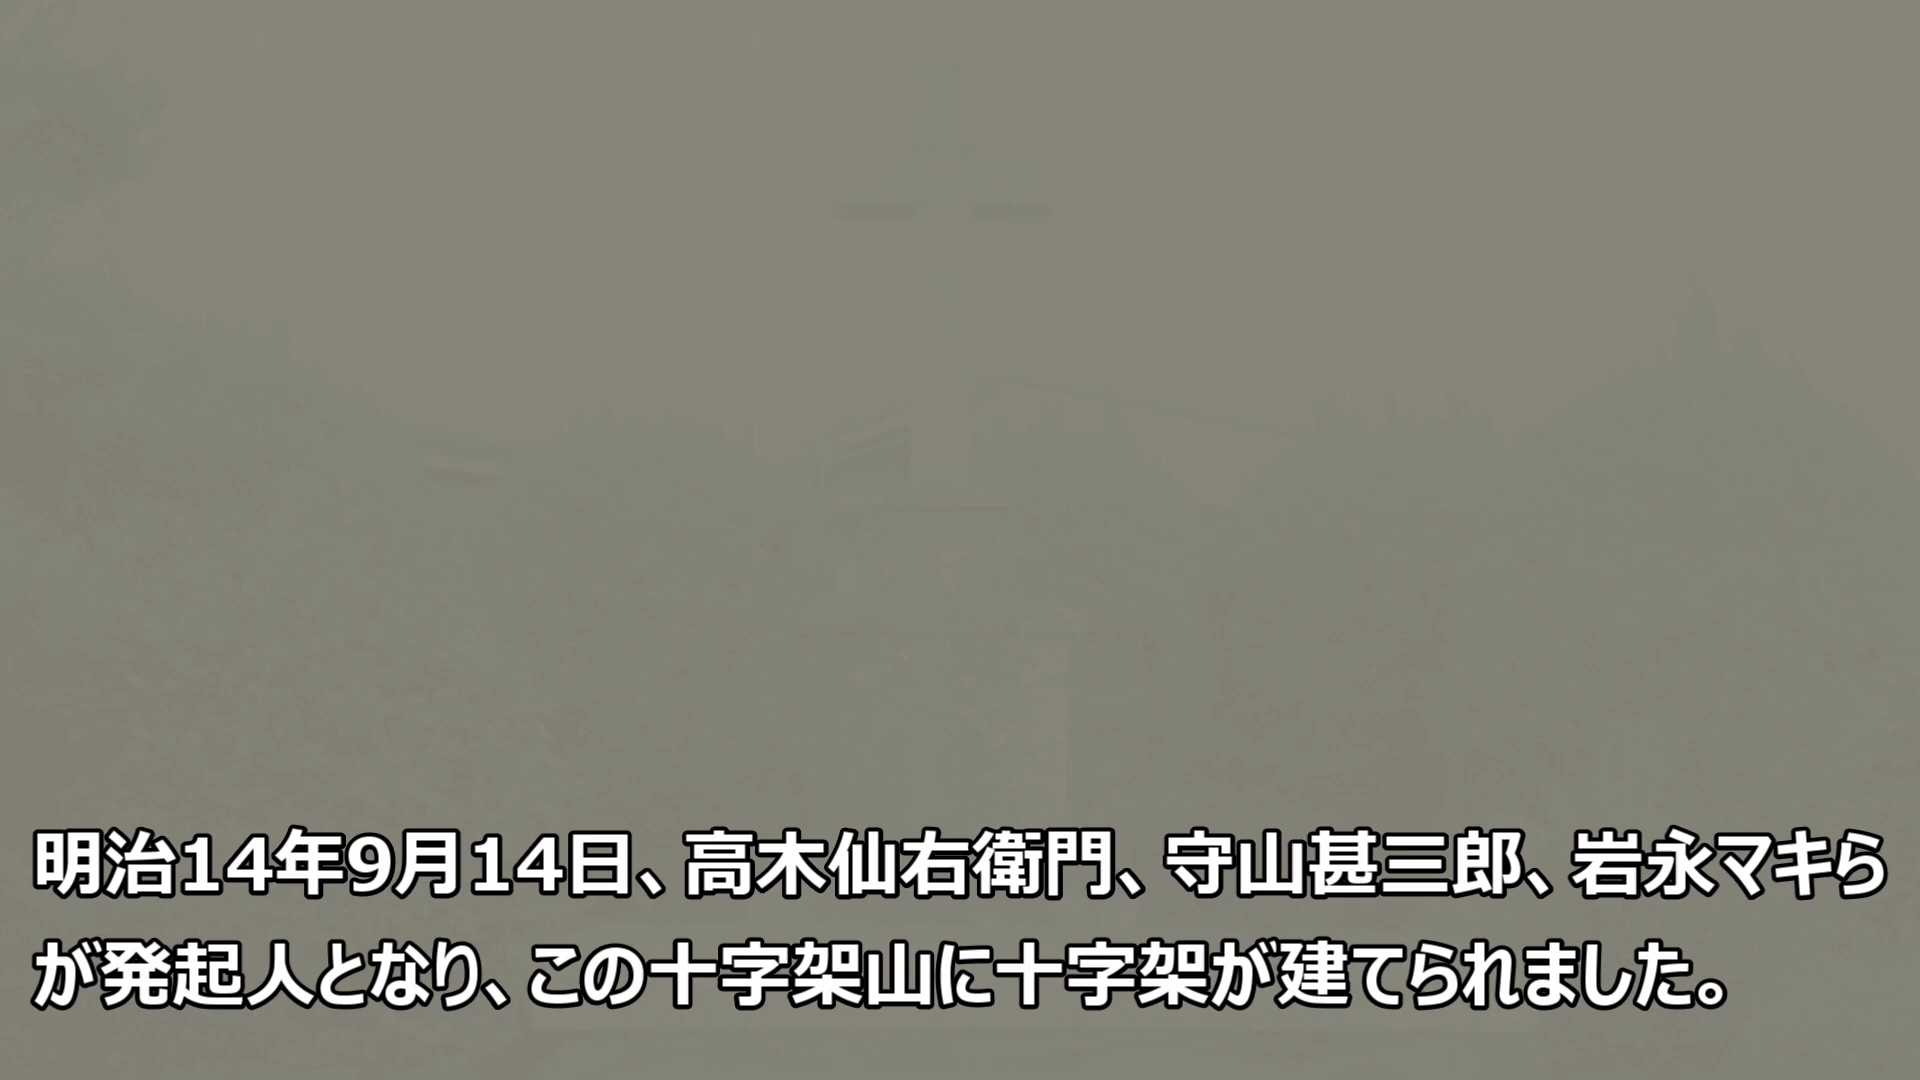 明治14年9月14日、高木仙右衛門、守山甚三郎、岩永マキら
が発起人となり、この十字架山に十字架が建てられました。